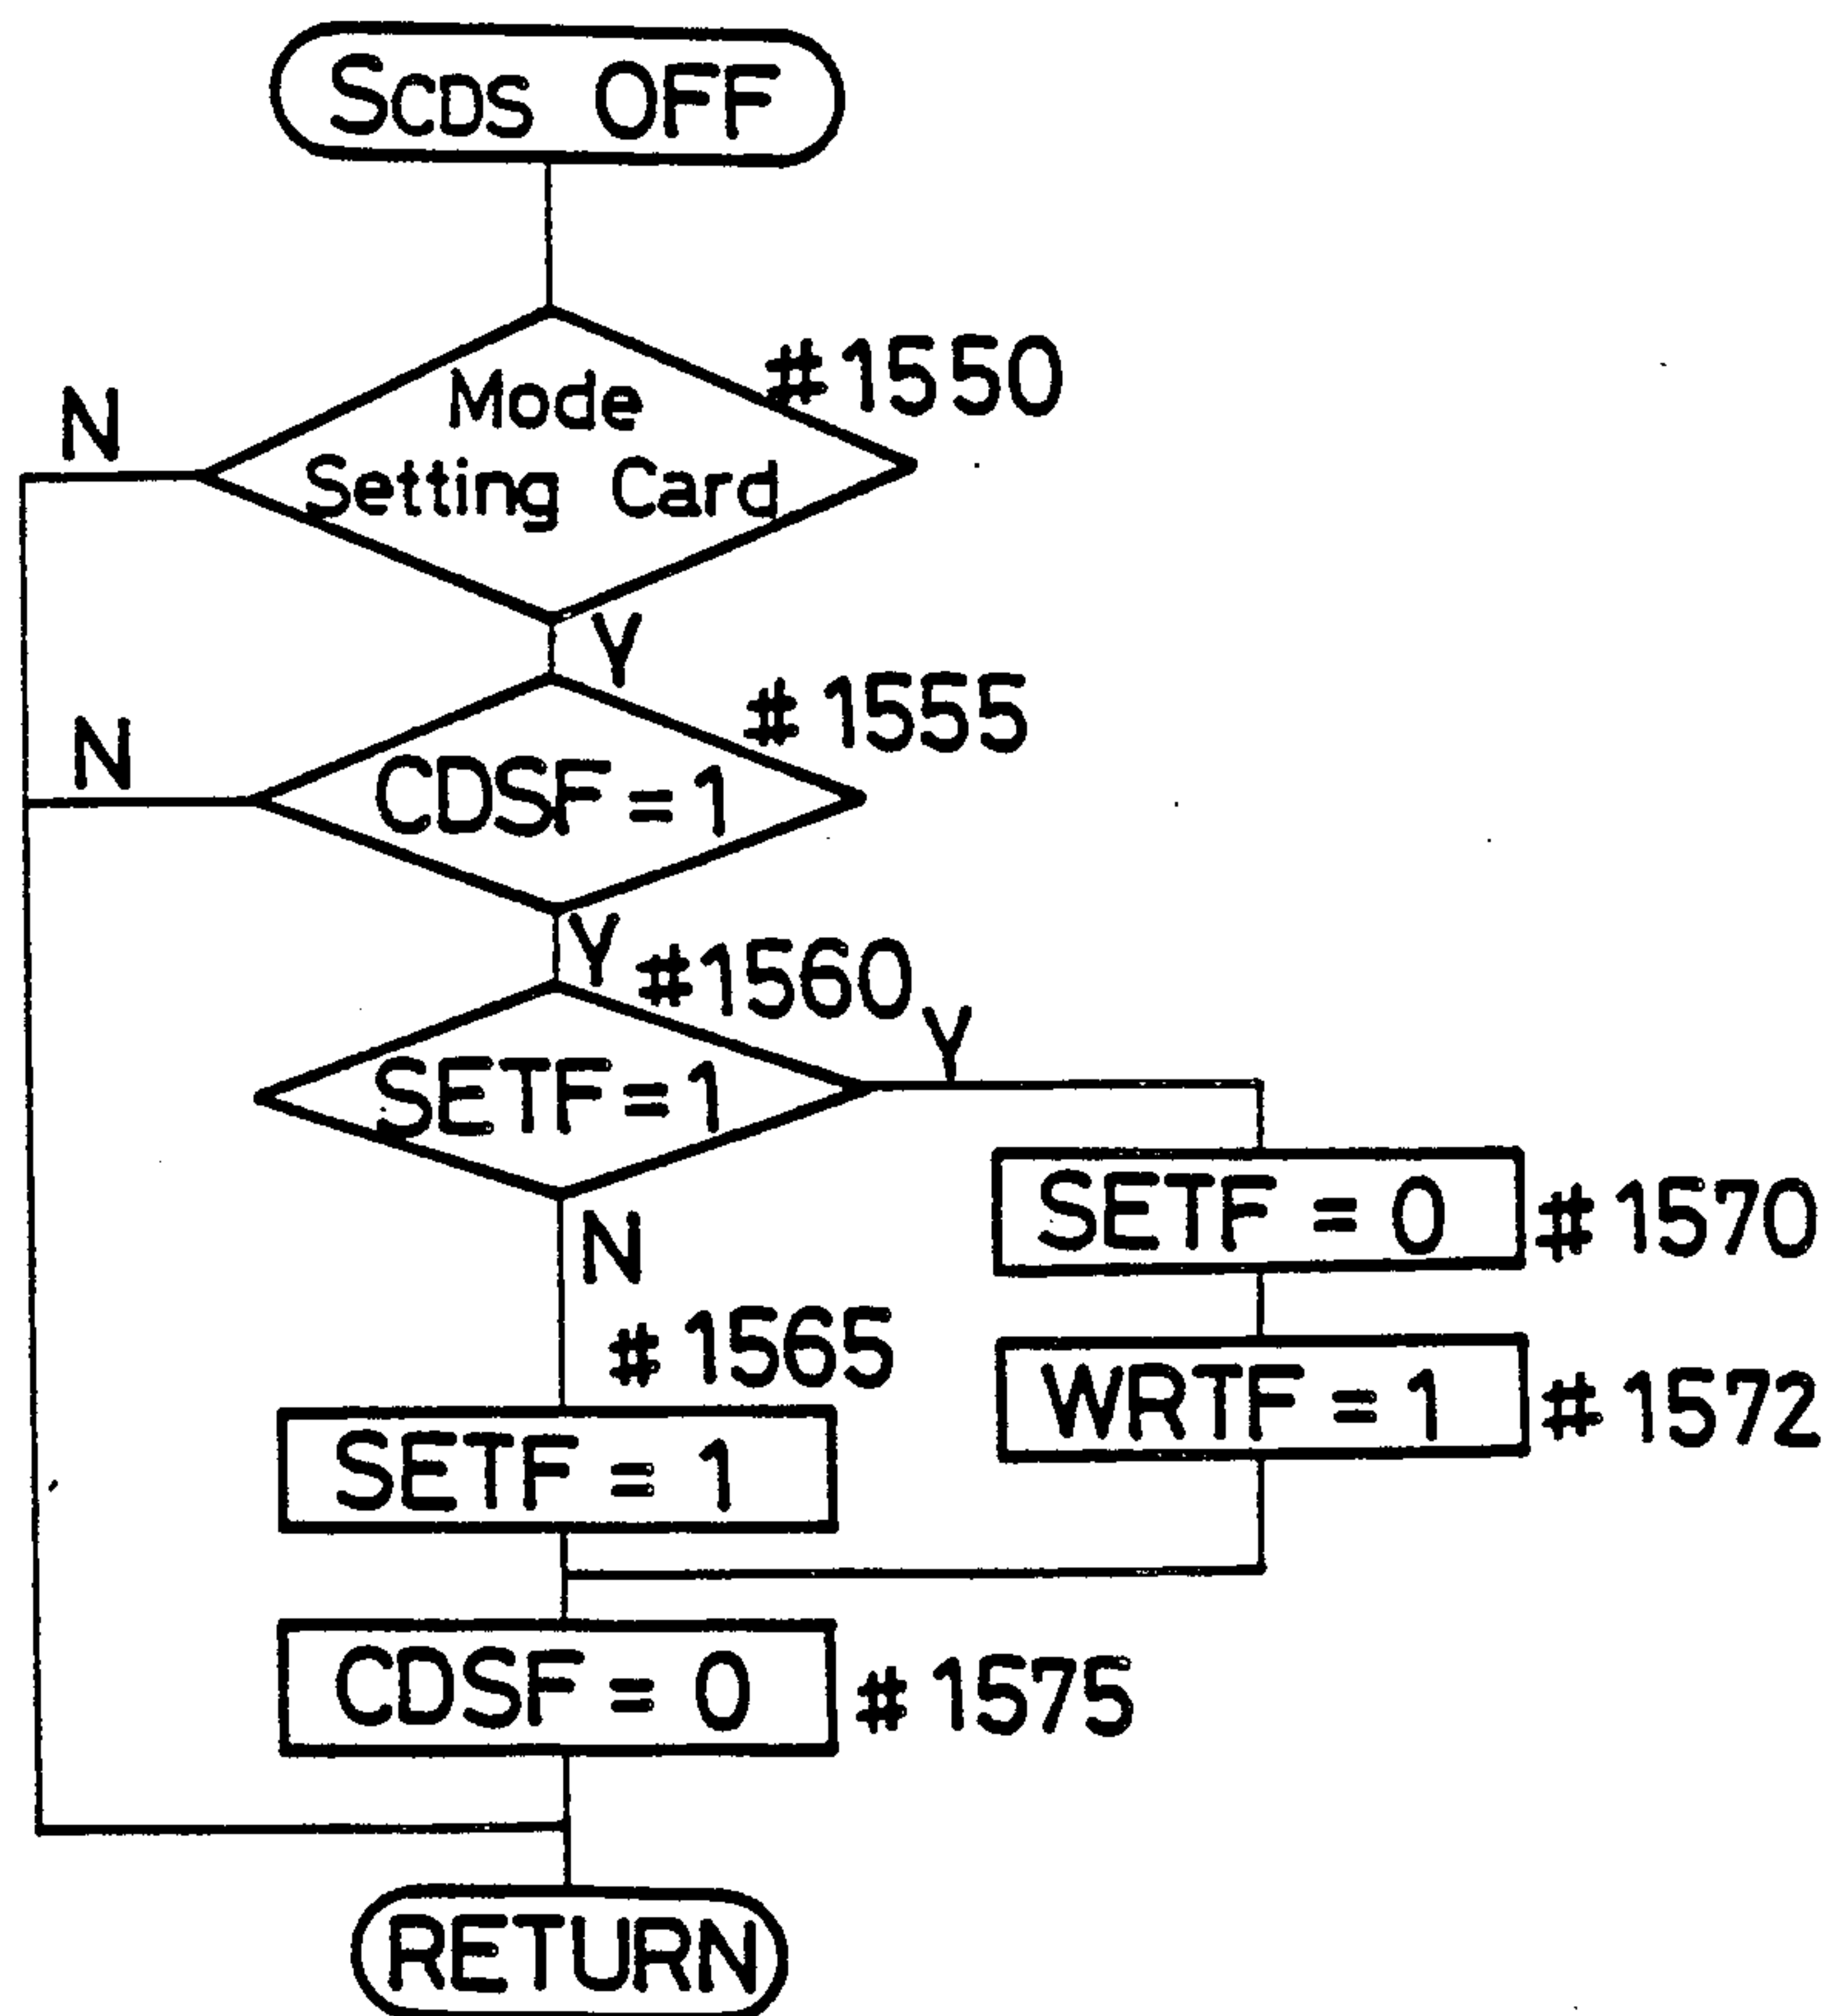 SCDS OFF
#1550
Mode
Setting Card
N
Y
#1555
N
CDSF=1
Y
#1560
Y
SETF=1
N
SETF = 0
#1570
#1565
WRTF = 1
#1572
SETF = 1
CDSF = 0
#1575
RETURN